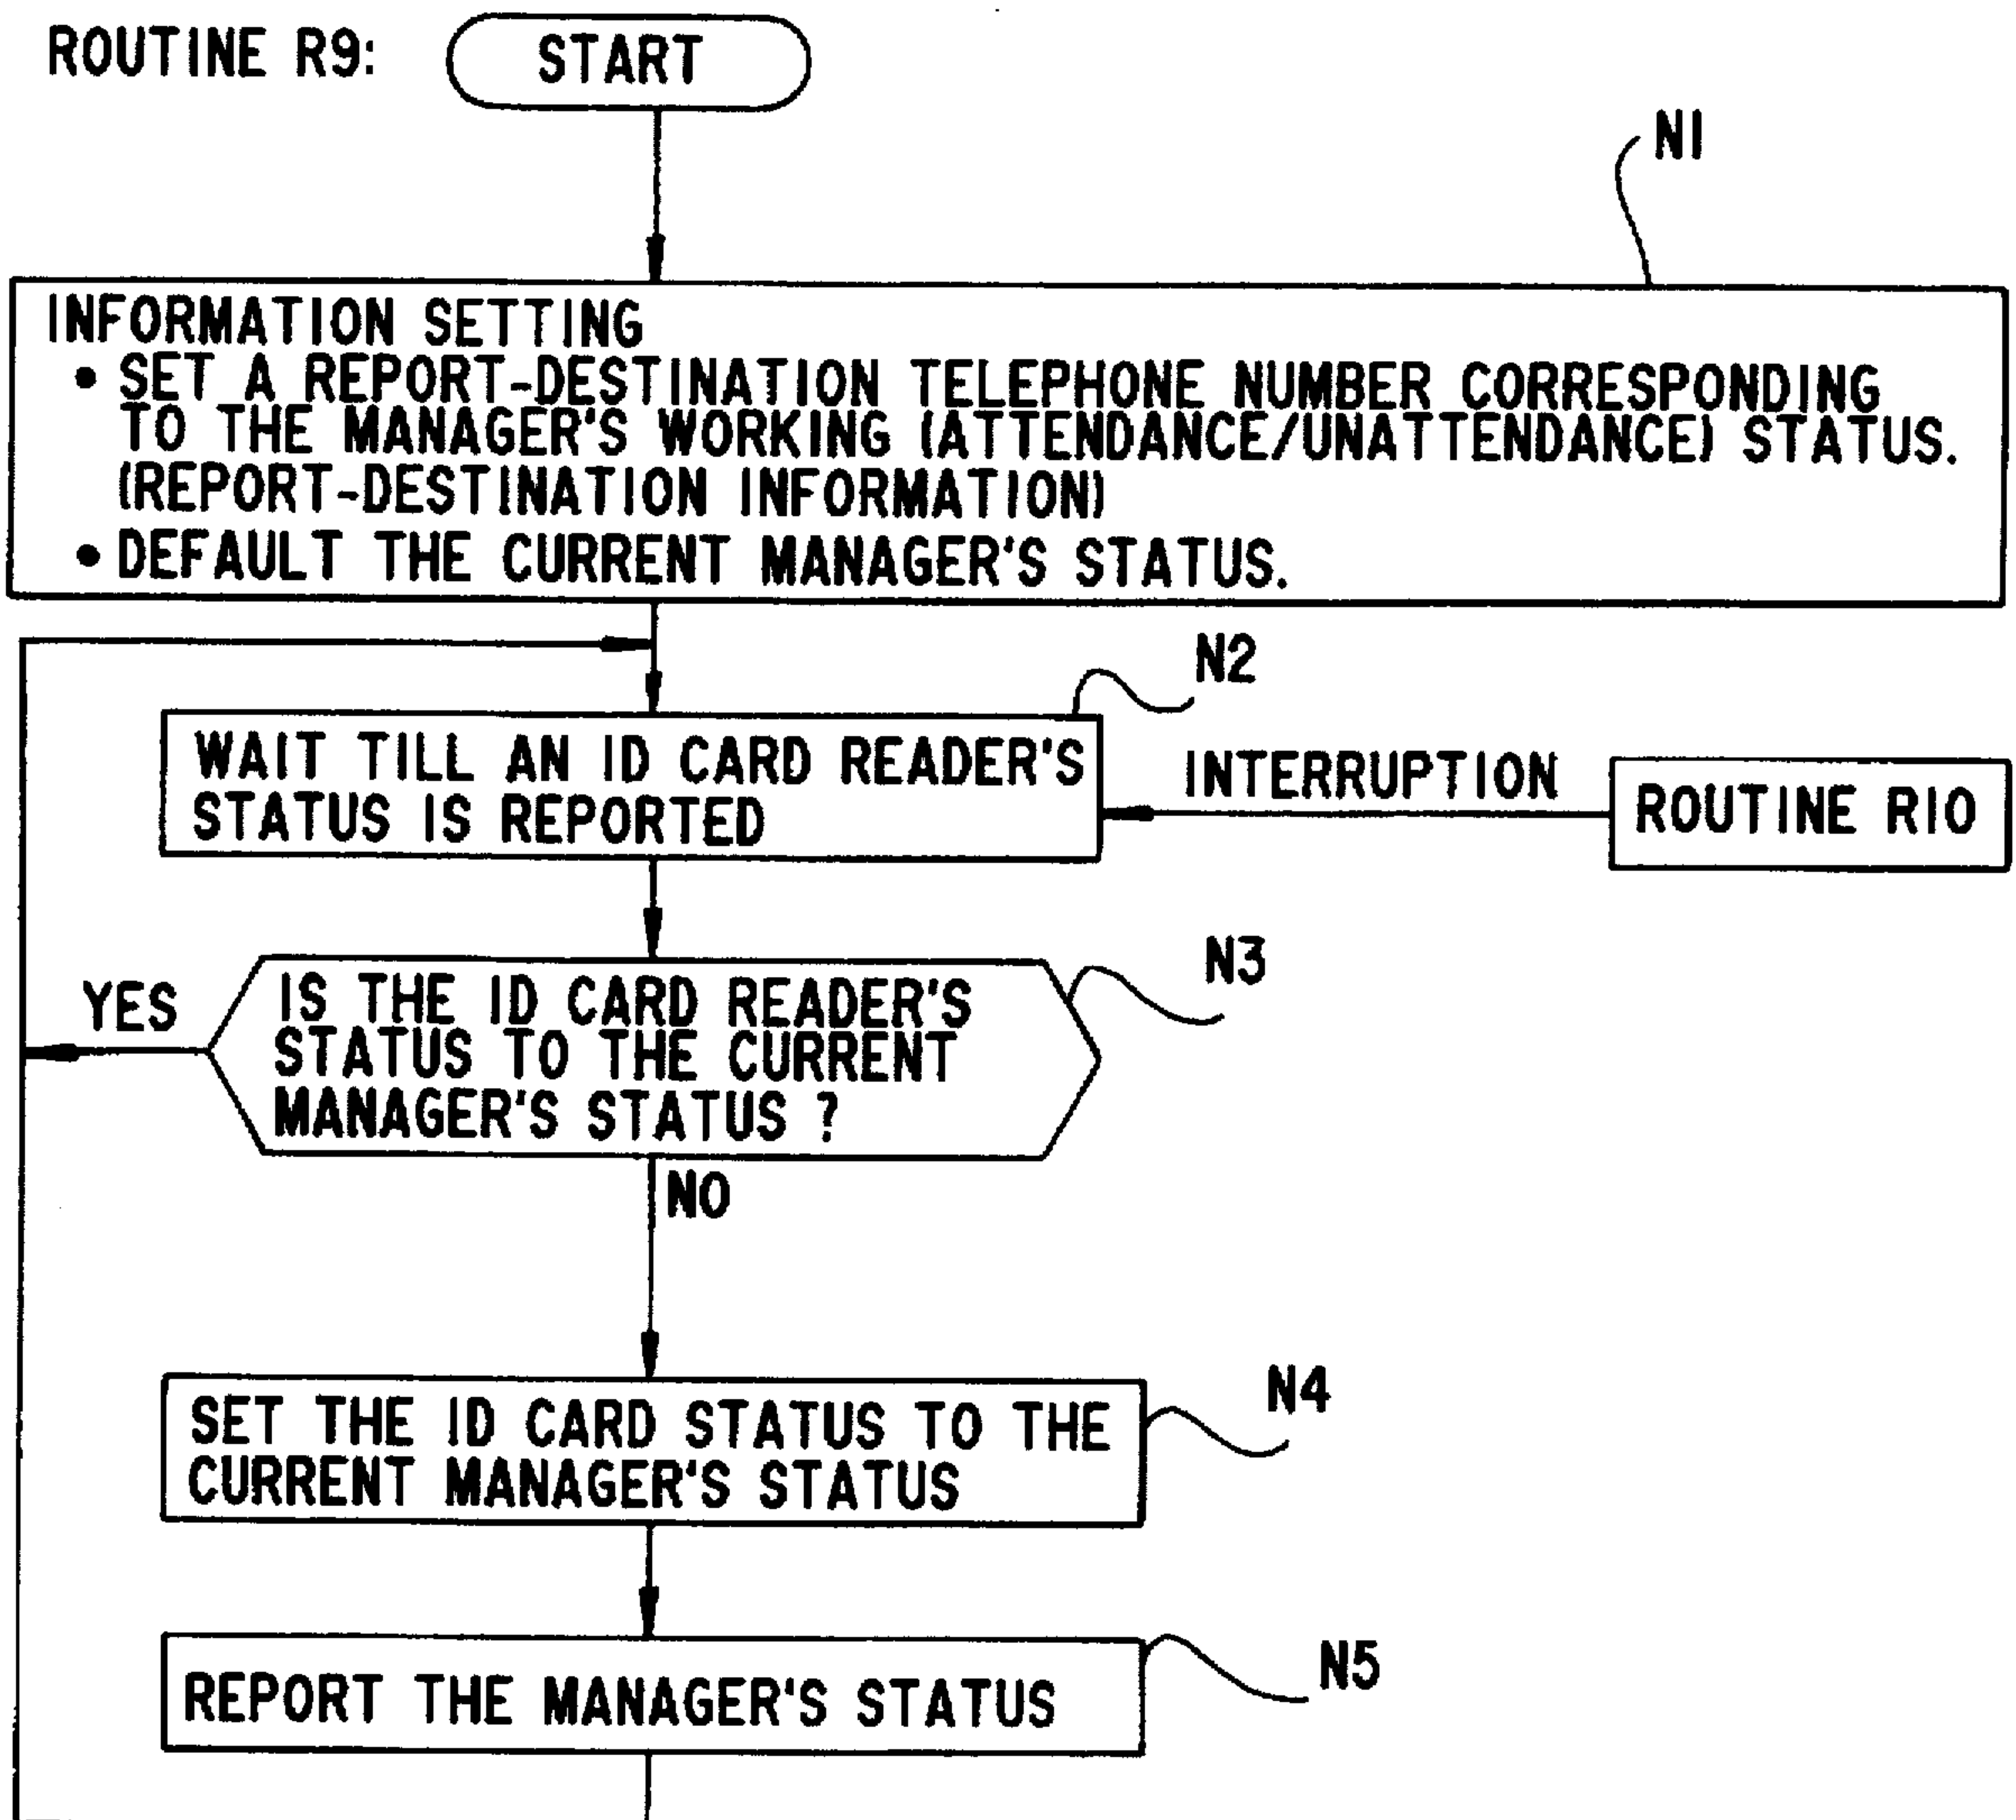 ROUTINE R9:
START
N1
INFORMATION SETTING
• SET A REPORT-DESTINATION TELEPHONE NUMBER CORRESPONDING
TO THE MANAGER'S WORKING (ATTENDANCE/UNATTENDANCE) STATUS.
(REPORT-DESTINATION INFORMATION)
• DEFAULT THE CURRENT MANAGER'S STATUS.
N2
WAIT TILL AN ID CARD READER'S
STATUS IS REPORTED
INTERRUPTION
ROUTINE R10
N3
YES
IS THE ID CARD READER'S
STATUS TO THE CURRENT
MANAGER'S STATUS ?
NO
N4
SET THE ID CARD STATUS TO THE
CURRENT MANAGER'S STATUS
N5
REPORT THE MANAGER'S STATUS